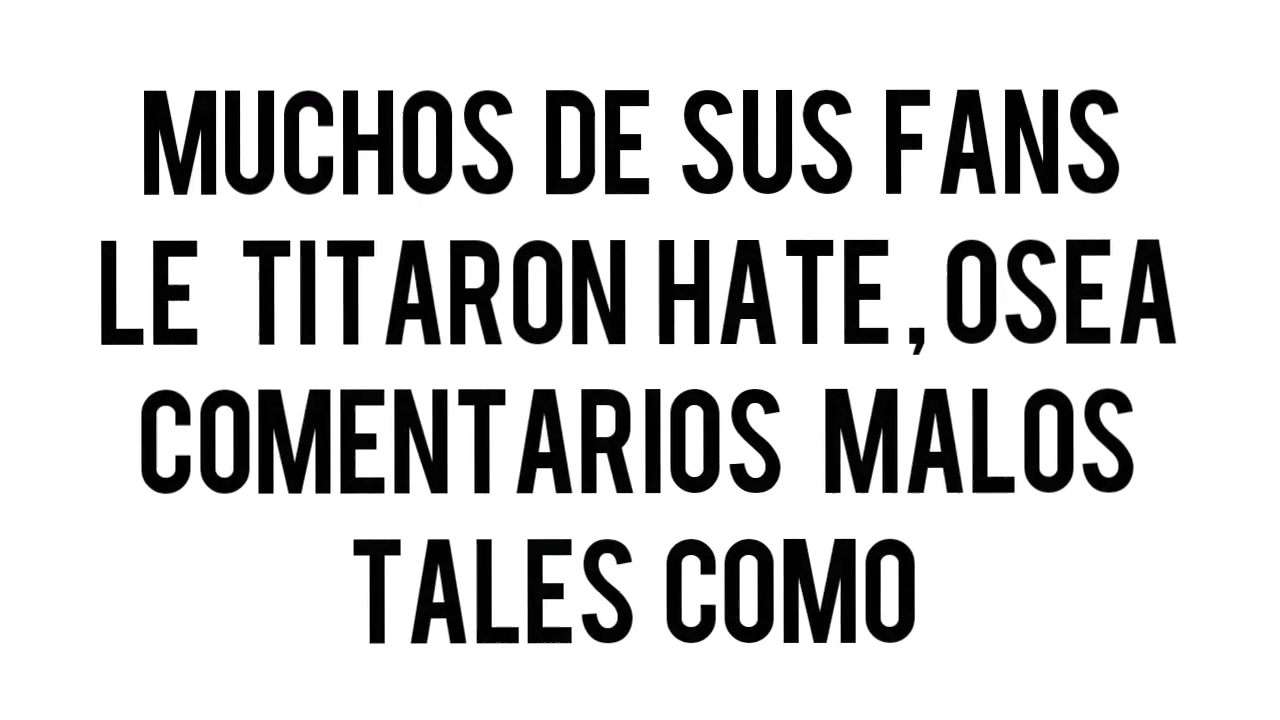 MUCHOS DE SUS FANS
LE TITARON HATE, OSEA
COMENTARIOS MALOS
TALES COMO